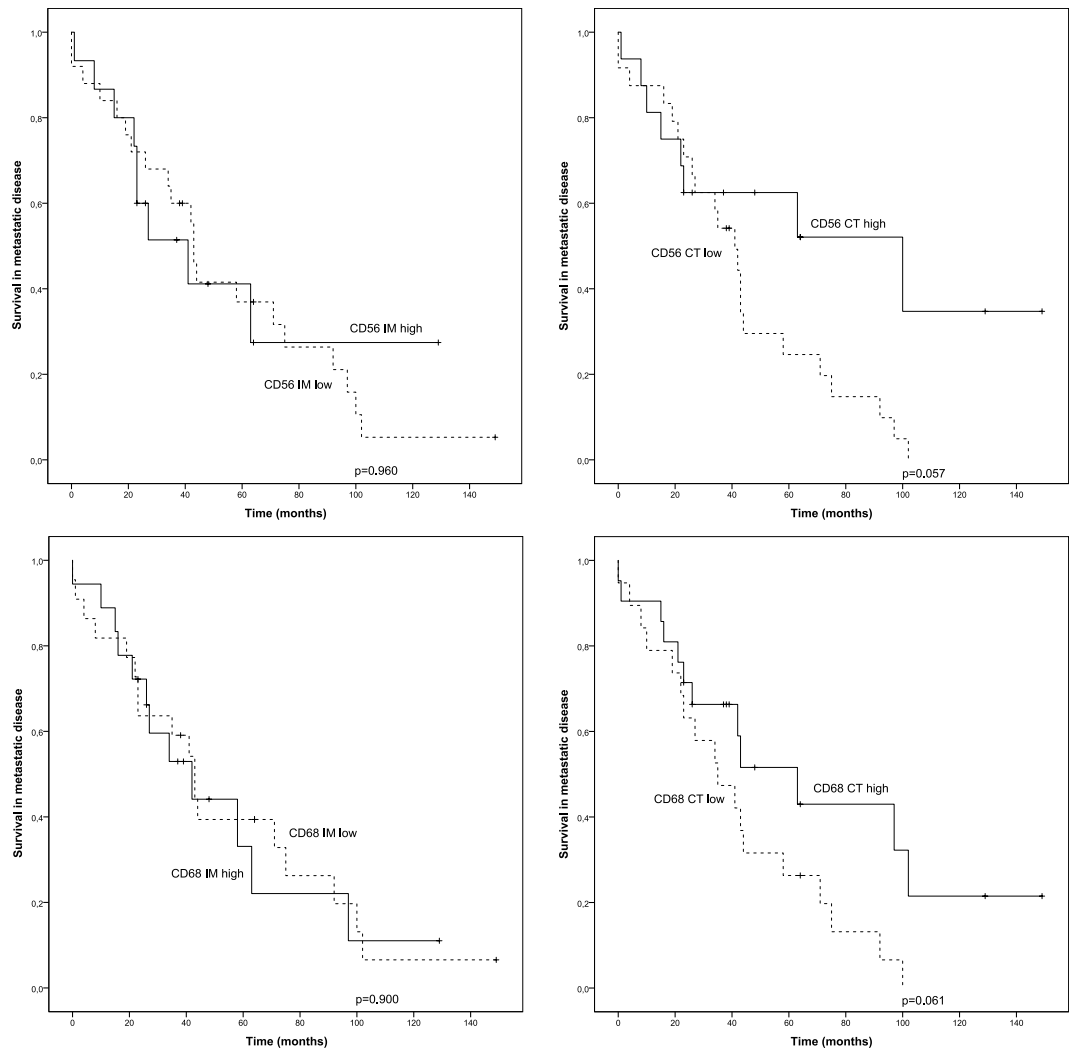 Survival in metastatic disease
1,0
0,8
0,6
0,4
0,2
0,0
CD56 IM high
CD56 IM low
p=0.960
0 20 40 60 80 100 120 140
Time (months)
Survival in metastatic disease
1,0
0,8
0,6
0,4
0,2
0,0
CD56 CT high
CD56 CT low
p=0.057
0 20 40 60 80 100 120 140
Time (months)
Survival in metastatic disease
1,0
0,8
0,6
0,4
0,2
0,0
CD68 IM low
CD68 IM high
p=0.900
0 20 40 60 80 100 120 140
Time (months)
Survival in metastatic disease
1,0
0,8
0,6
0,4
0,2
0,0
CD68 CT high
CD68 CT low
p=0.061
0 20 40 60 80 100 120 140
Time (months)